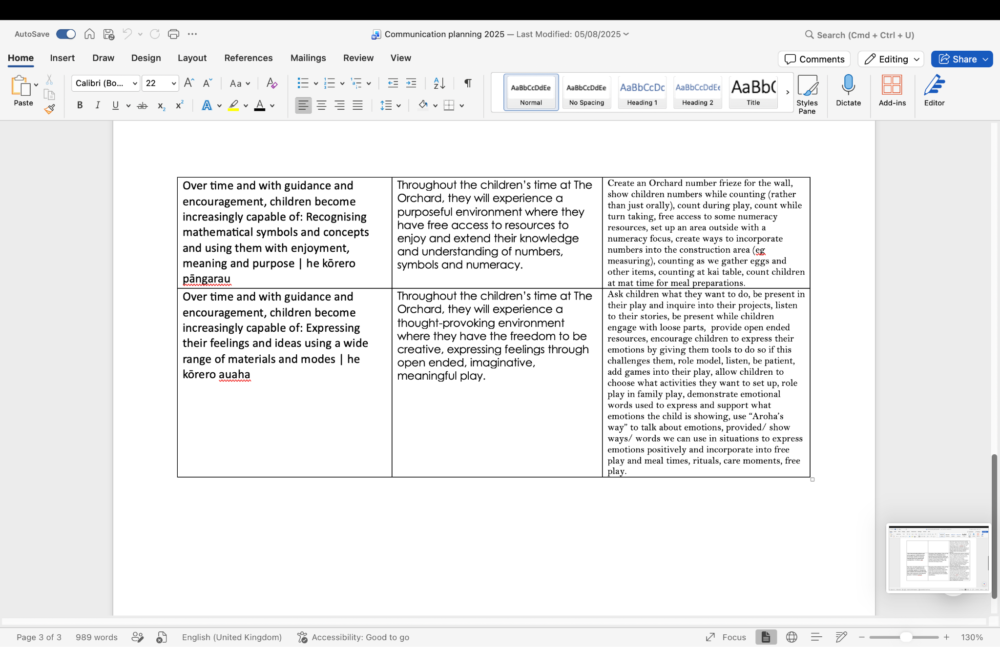 AutoSave
Communication planning 2025 — Last Modified: 05/08/2025
Search (Cmd + Ctrl + U)
Home Insert Draw Design Layout References Mailings Review View
Comments Editing Share
Paste
Calibri (Bo... 22
AaBbCcDdEe
Normal
AaBbCcDdEe
No Spacing
AaBbCcDc
Heading 1
AaBbCcDdEe
Heading 2
AaBb(
Title
Styles
Pane
Dictate
Add-ins
Editor
Over time and with guidance and
encouragement, children become
increasingly capable of: Recognising
mathematical symbols and concepts
and using them with enjoyment,
meaning and purpose | he kōrero
pāngarau
Throughout the children's time at The
Orchard, they will experience a
purposeful environment where they
have free access to resources to
enjoy and extend their knowledge
and understanding of numbers,
symbols and numeracy.
Create an Orchard number frieze for the wall,
show children numbers while counting (rather
than just orally), count during play, count while
turn taking, free access to some numeracy
resources, set up an area outside with a
numeracy focus, create ways to incorporate
numbers into the construction area (eg
measuring), counting as we gather eggs and
other items, counting at kai table, count children
at mat time for meal preparations.
Over time and with guidance and
encouragement, children become
increasingly capable of: Expressing
their feelings and ideas using a wide
range of materials and modes | he
kōrero auaha
Throughout the children's time at The
Orchard, they will experience a
thought-provoking environment
where they have the freedom to be
creative, expressing feelings through
open ended, imaginative,
meaningful play.
Ask children what they want to do, be present in
their play and inquire into their projects, listen
to their stories, be present while children
engage with loose parts,  provide open ended
resources, encourage children to express their
emotions by giving them tools to do so if this
challenges them, role model, listen, be patient,
add games into their play, allow children to
choose what activities they want to set up, role
play in family play, demonstrate emotional
words used to express and support what
emotions the child is showing, use “Aroha’s
way” to talk about emotions, provided/ show
ways/ words we can use in situations to express
emotions positively and incorporate into free
play and meal times, rituals, care moments, free
play.
Page 3 of 3 989 words English (United Kingdom) Accessibility: Good to go Focus 130%